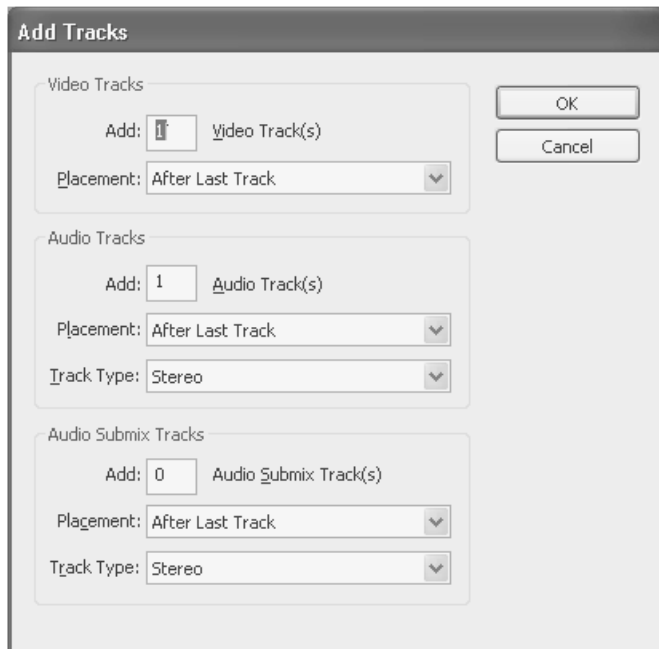 Add Tracks
Video Tracks
Add: 1 Video Track(s)
Placement: After Last Track
OK
Cancel
Audio Tracks
Add: 1 Audio Track(s)
Placement: After Last Track
Track Type: Stereo
Audio Submix Tracks
Add: 0 Audio Submix Track(s)
Placement: After Last Track
Track Type: Stereo